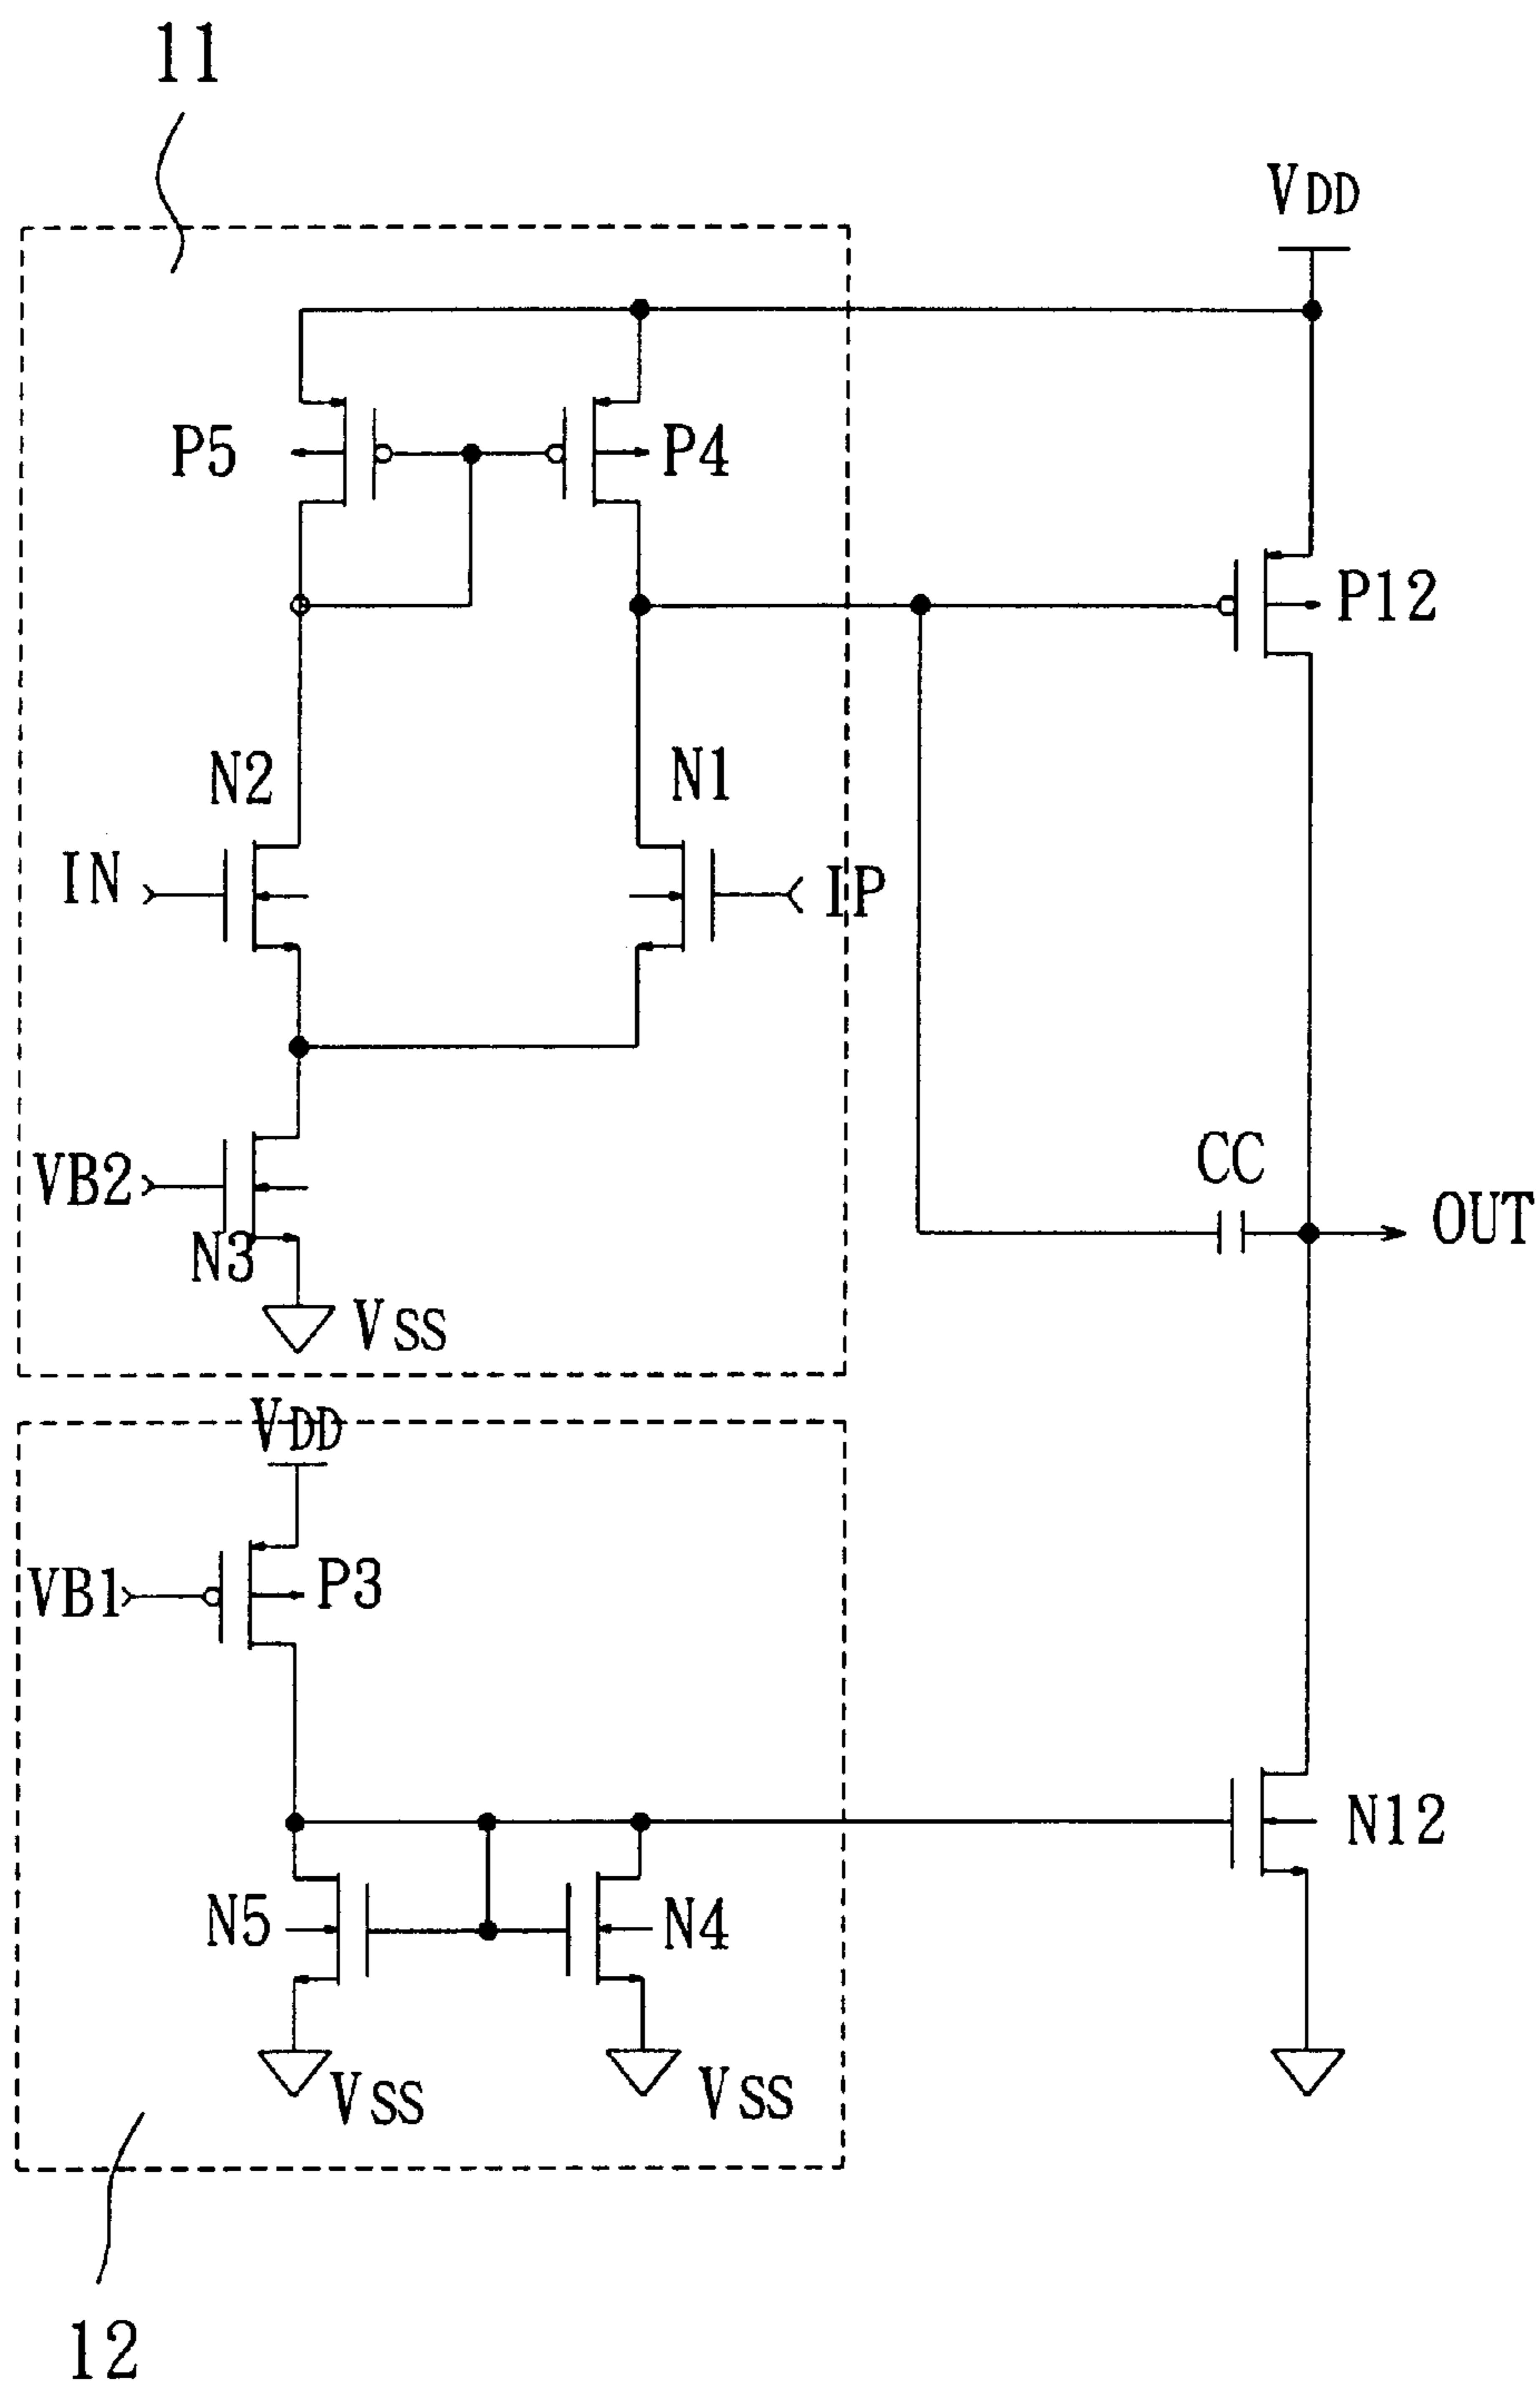 11
VDD
P5
P4
P12
N2
N1
IN
IP
CC
VB2
OUT
N3
VSS
VDD
VB1
P3
N12
N5
N4
VSS
VSS
12